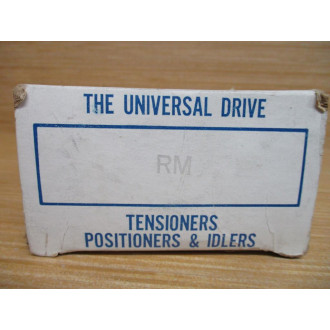 THE UNIVERSAL DRIVE
RM
TENSIONERS
POSITIONERS & IDLERS